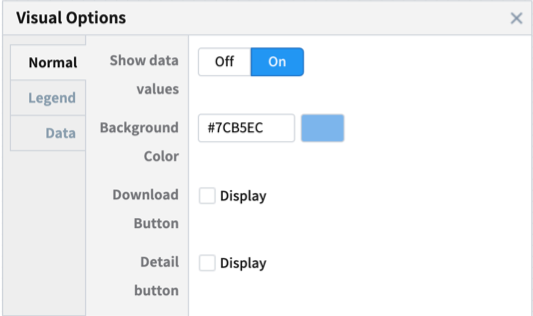 Visual Options
Normal
Legend
Data
Show data
values
Off On
Background
Color
#7CB5EC
Download
Button
Display
Detail
button
Display